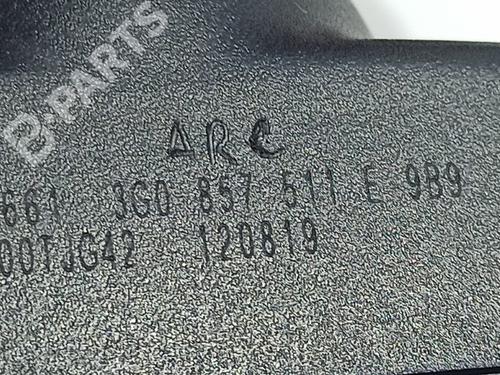 B-PARTS
ARC
661 3G0 857 511 E 9B9
00TJG42 120819